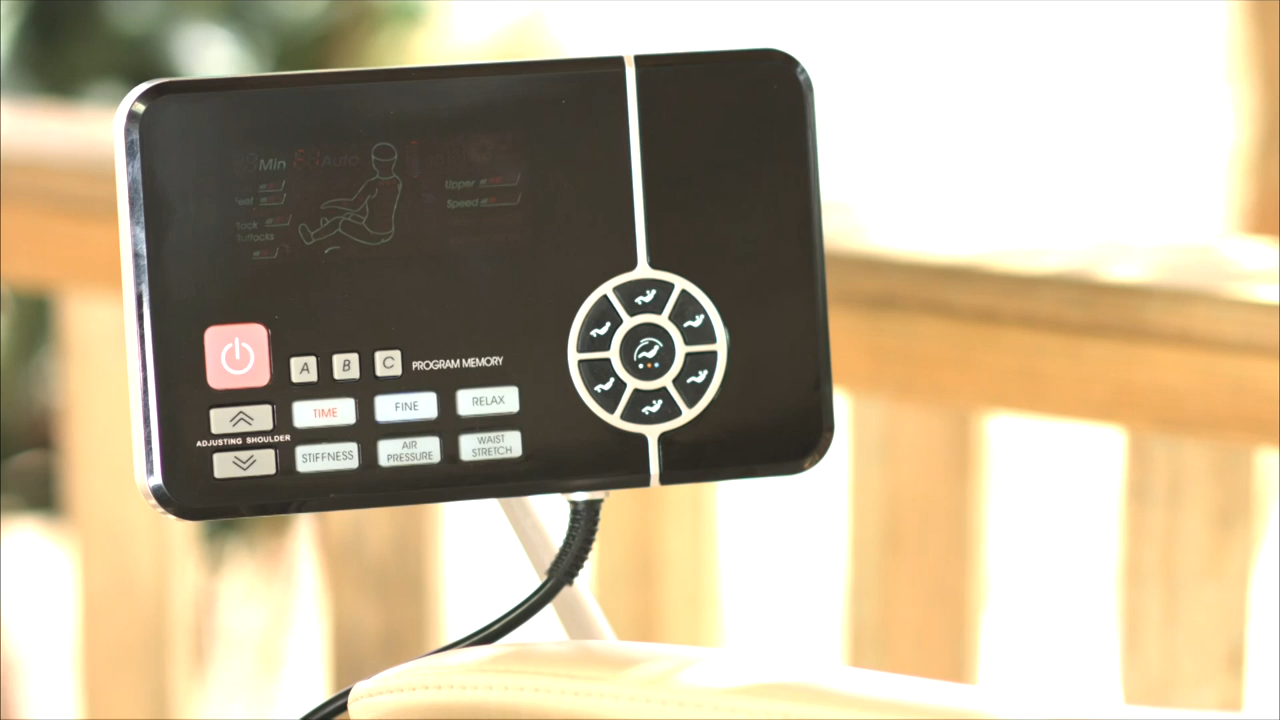 Min Auto
Upper
Speed
Back
Buttocks
A B C PROGRAM MEMORY
TIME FINE RELAX
ADJUSTING SHOULDER
STIFFNESS AIR PRESSURE WAIST STRETCH